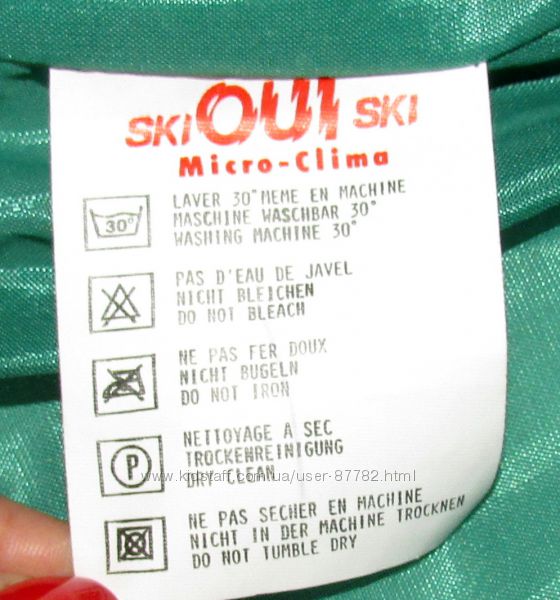 SKI OUI SKI
Micro-Clima
30°
LAVER 30° MEME EN MACHINE
MASCHINE WASCHBAR 30°
WASHING MACHINE 30°
PAS D'EAU DE JAVEL
NICHT BLEICHEN
DO NOT BLEACH
NE PAS FER DOUX
NICHT BUGELN
DO NOT IRON
P
NETTOYAGE A SEC
TROCKENREINIGUNG
DRY CLEAN
www.kidstaff.com.ua/user-87782.html
NE PAS SECHER EN MACHINE
NICHT IN DER MACHINE TROCKNEN
DO NOT TUMBLE DRY